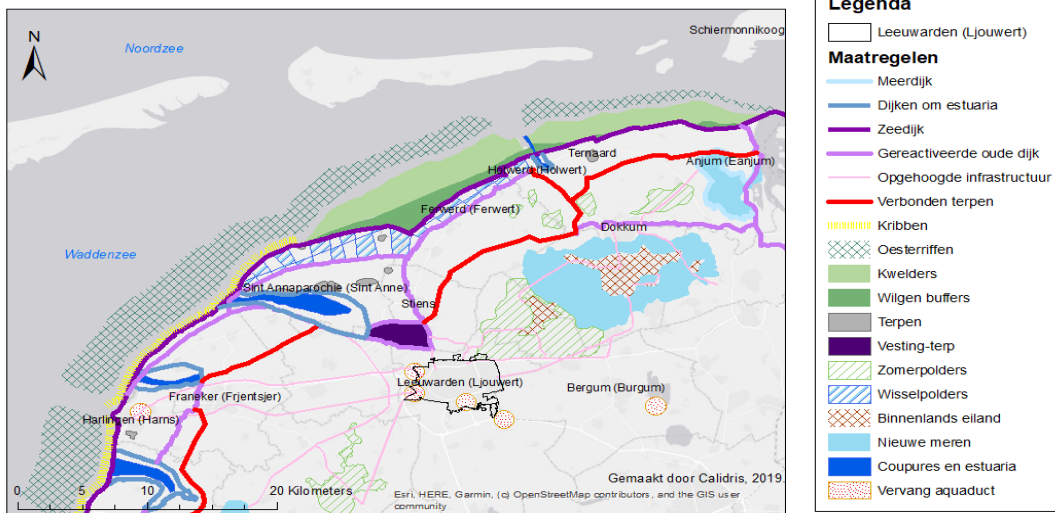 Noordzee
N
Schiermonnikoog
Ternaard
Holwerd (Holwert)
Anjum (Eanjum)
Ferwerd (Ferwert)
Dokkum
Waddenzee
Sint Annaparochie (Sint Anne)
Stiens
Leeuwarden (Ljouwert)
Bergum (Burgum)
Franeker (Frjentsjer)
Harlingen (Harns)
Gemaakt door Calidris, 2019.
0 5 10 20 Kilometers
Esri, HERE, Garmin, (c) OpenStreetMap contributors, and the GIS user
community
Legenda
Leeuwarden (Ljouwert)
Maatregelen
Meerdijk
Dijken om estuaria
Zeedijk
Gereactiveerde oude dijk
Opgehoogde infrastructuur
Verbonden terpen
Kribben
Oesterriffen
Kwelders
Wilgen buffers
Terpen
Vesting-terp
Zomerpolders
Wisselpolders
Binnenlands eiland
Nieuwe meren
Coupures en estuaria
Vervang aquaduct